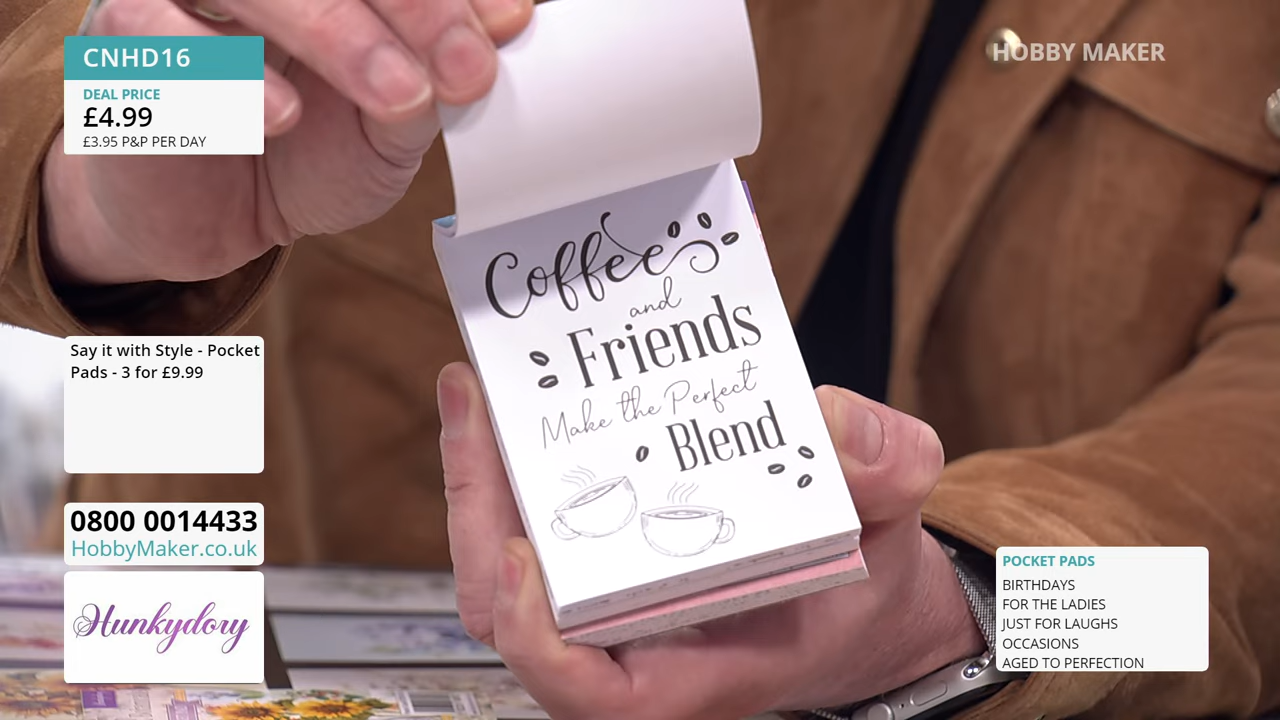 CNHD16
DEAL PRICE
£4.99
£3.95 P&P PER DAY
HOBBY MAKER
Coffee
and
Friends
Make the Perfect
Blend
Say it with Style - Pocket
Pads - 3 for £9.99
0800 0014433
HobbyMaker.co.uk
Hunkydory
POCKET PADS
BIRTHDAYS
FOR THE LADIES
JUST FOR LAUGHS
OCCASIONS
AGED TO PERFECTION